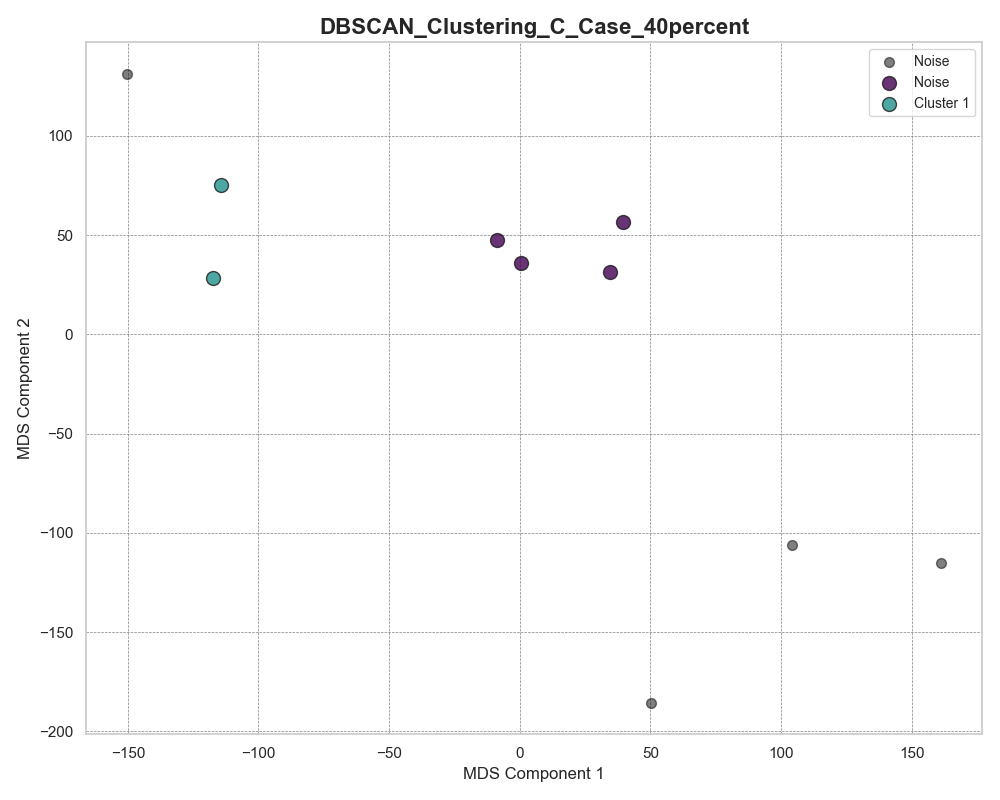 DBSCAN_Clustering_C_Case_40percent
Noise
Noise
Cluster 1
100
50
0
−50
−100
−150
−200
MDS Component 2
−150 −100 −50 0 50 100 150
MDS Component 1